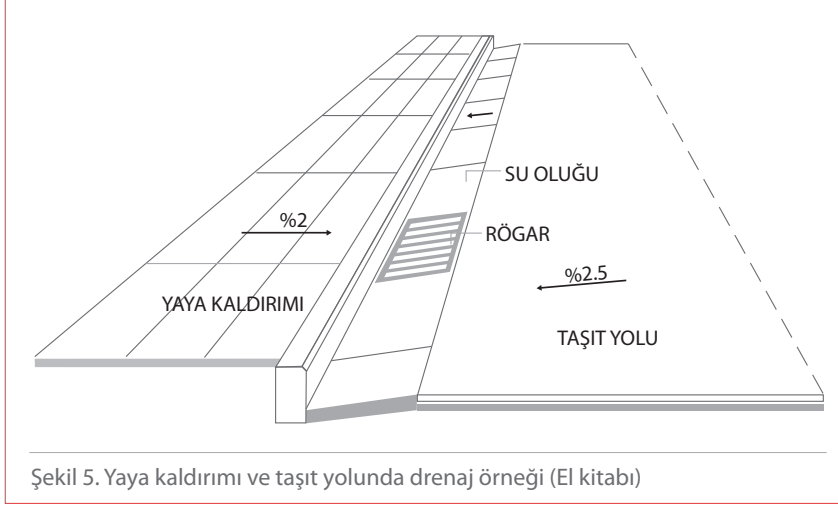 SU OLUĞU
%2
RÖGAR
%2.5
YAYA KALDIRIMI
TAŞIT YOLU
Şekil 5. Yaya kaldırımı ve taşıt yolunda drenaj örneği (El kitabı)